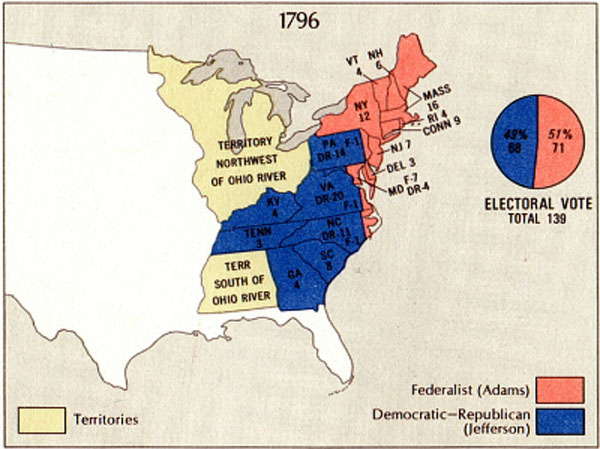 1796
VT
4
NH
6
MASS
16
NY
12
RI 4
CONN 9
NJ 7
PA F-1
DR-14
DEL 3
F-7
MD DR-4
VA
DR-20
F-1
KY
4
TENN
3
NC
DR-11
F-1
SC
8
GA
4
TERRITORY
NORTHWEST
OF OHIO RIVER
TERR
SOUTH OF
OHIO RIVER
49%
68
51%
71
ELECTORAL VOTE
TOTAL 139
Federalist (Adams)
Democratic–Republican
(Jefferson)
Territories